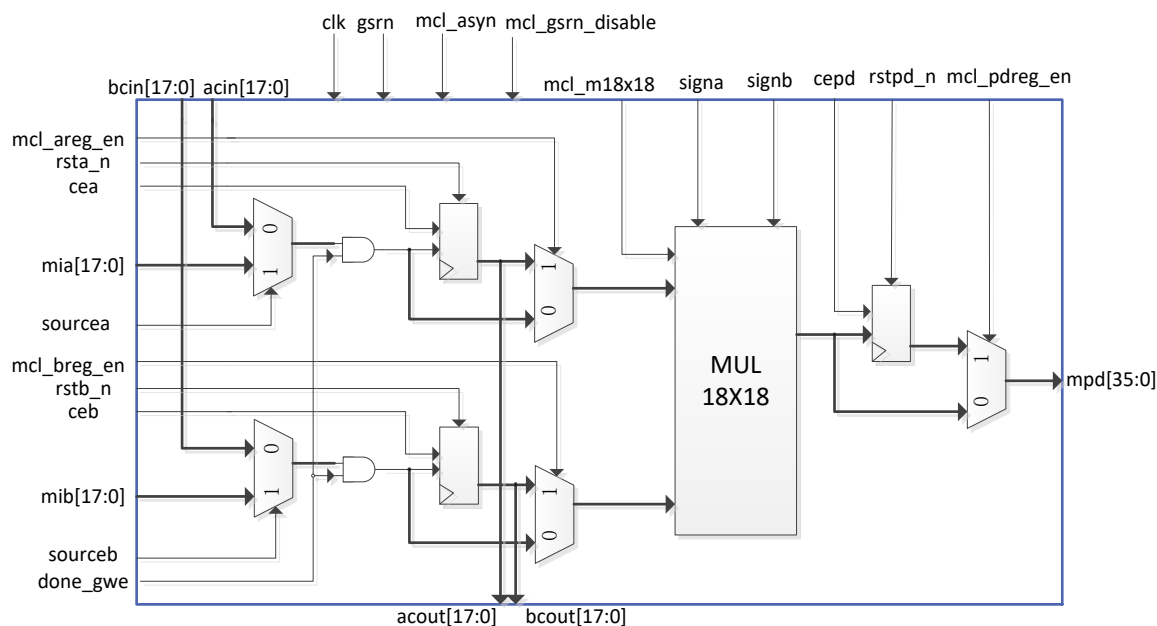 clk gsrn mcl_asyn mcl_gsrn_disable
bcin[17:0] acin[17:0] mcl_m18x18 signa signb cepd rstpd_n mcl_pdreg_en
mcl_areg_en
rsta_n
cea
0
mia[17:0]
1
1
0
sourcea
mcl_breg_en
rstb_n
ceb
MUL
18X18
1
mpd[35:0]
0
0
mib[17:0]
1
1
0
sourceb
done_gwe
acout[17:0] bcout[17:0]